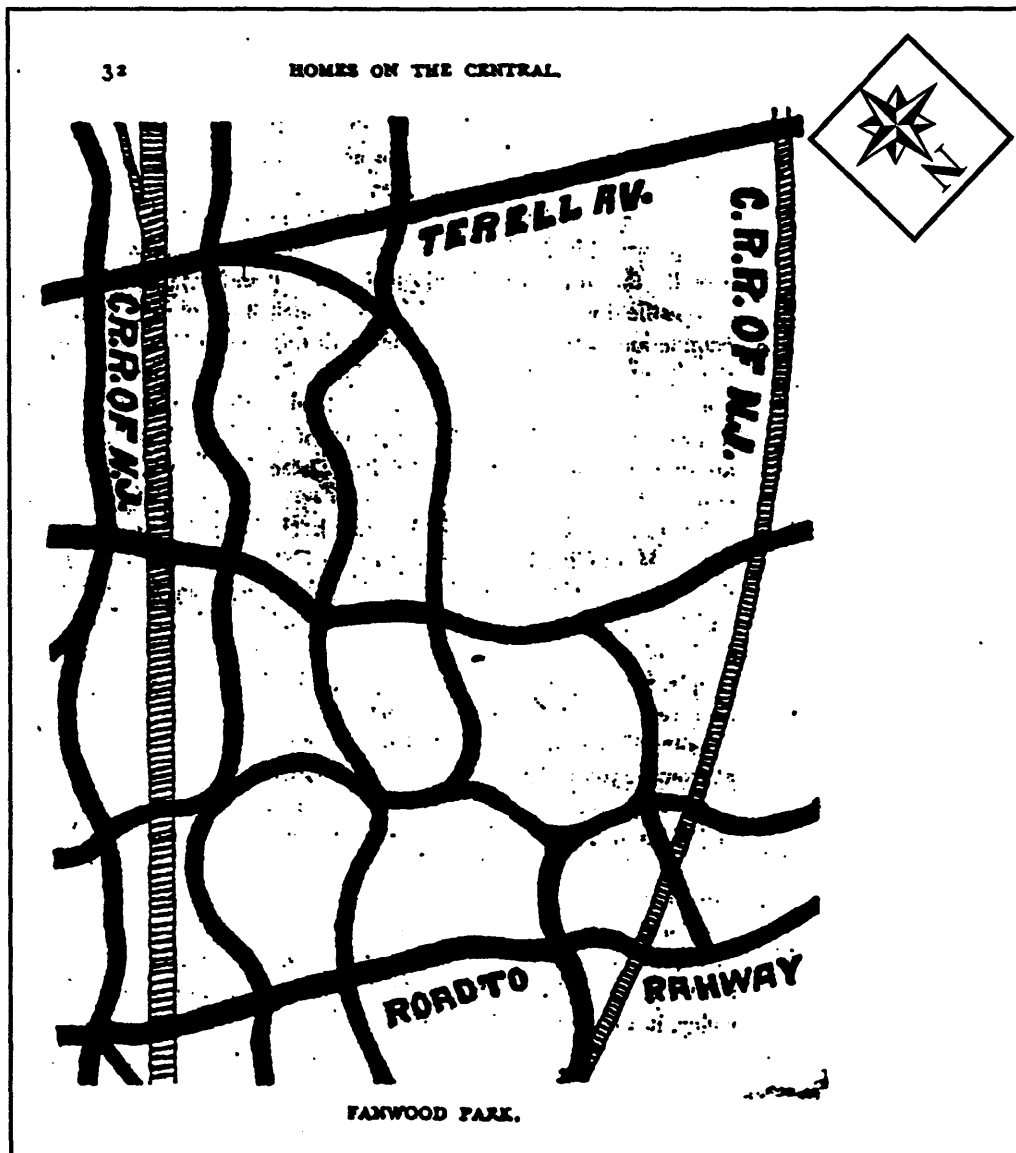 32 HOMES ON THE CENTRAL.
N
TERELL AV.
C.R.R. OF N.J.
C.R.R. OF N.J.
ROAD TO RAHWAY
FANWOOD PARK.